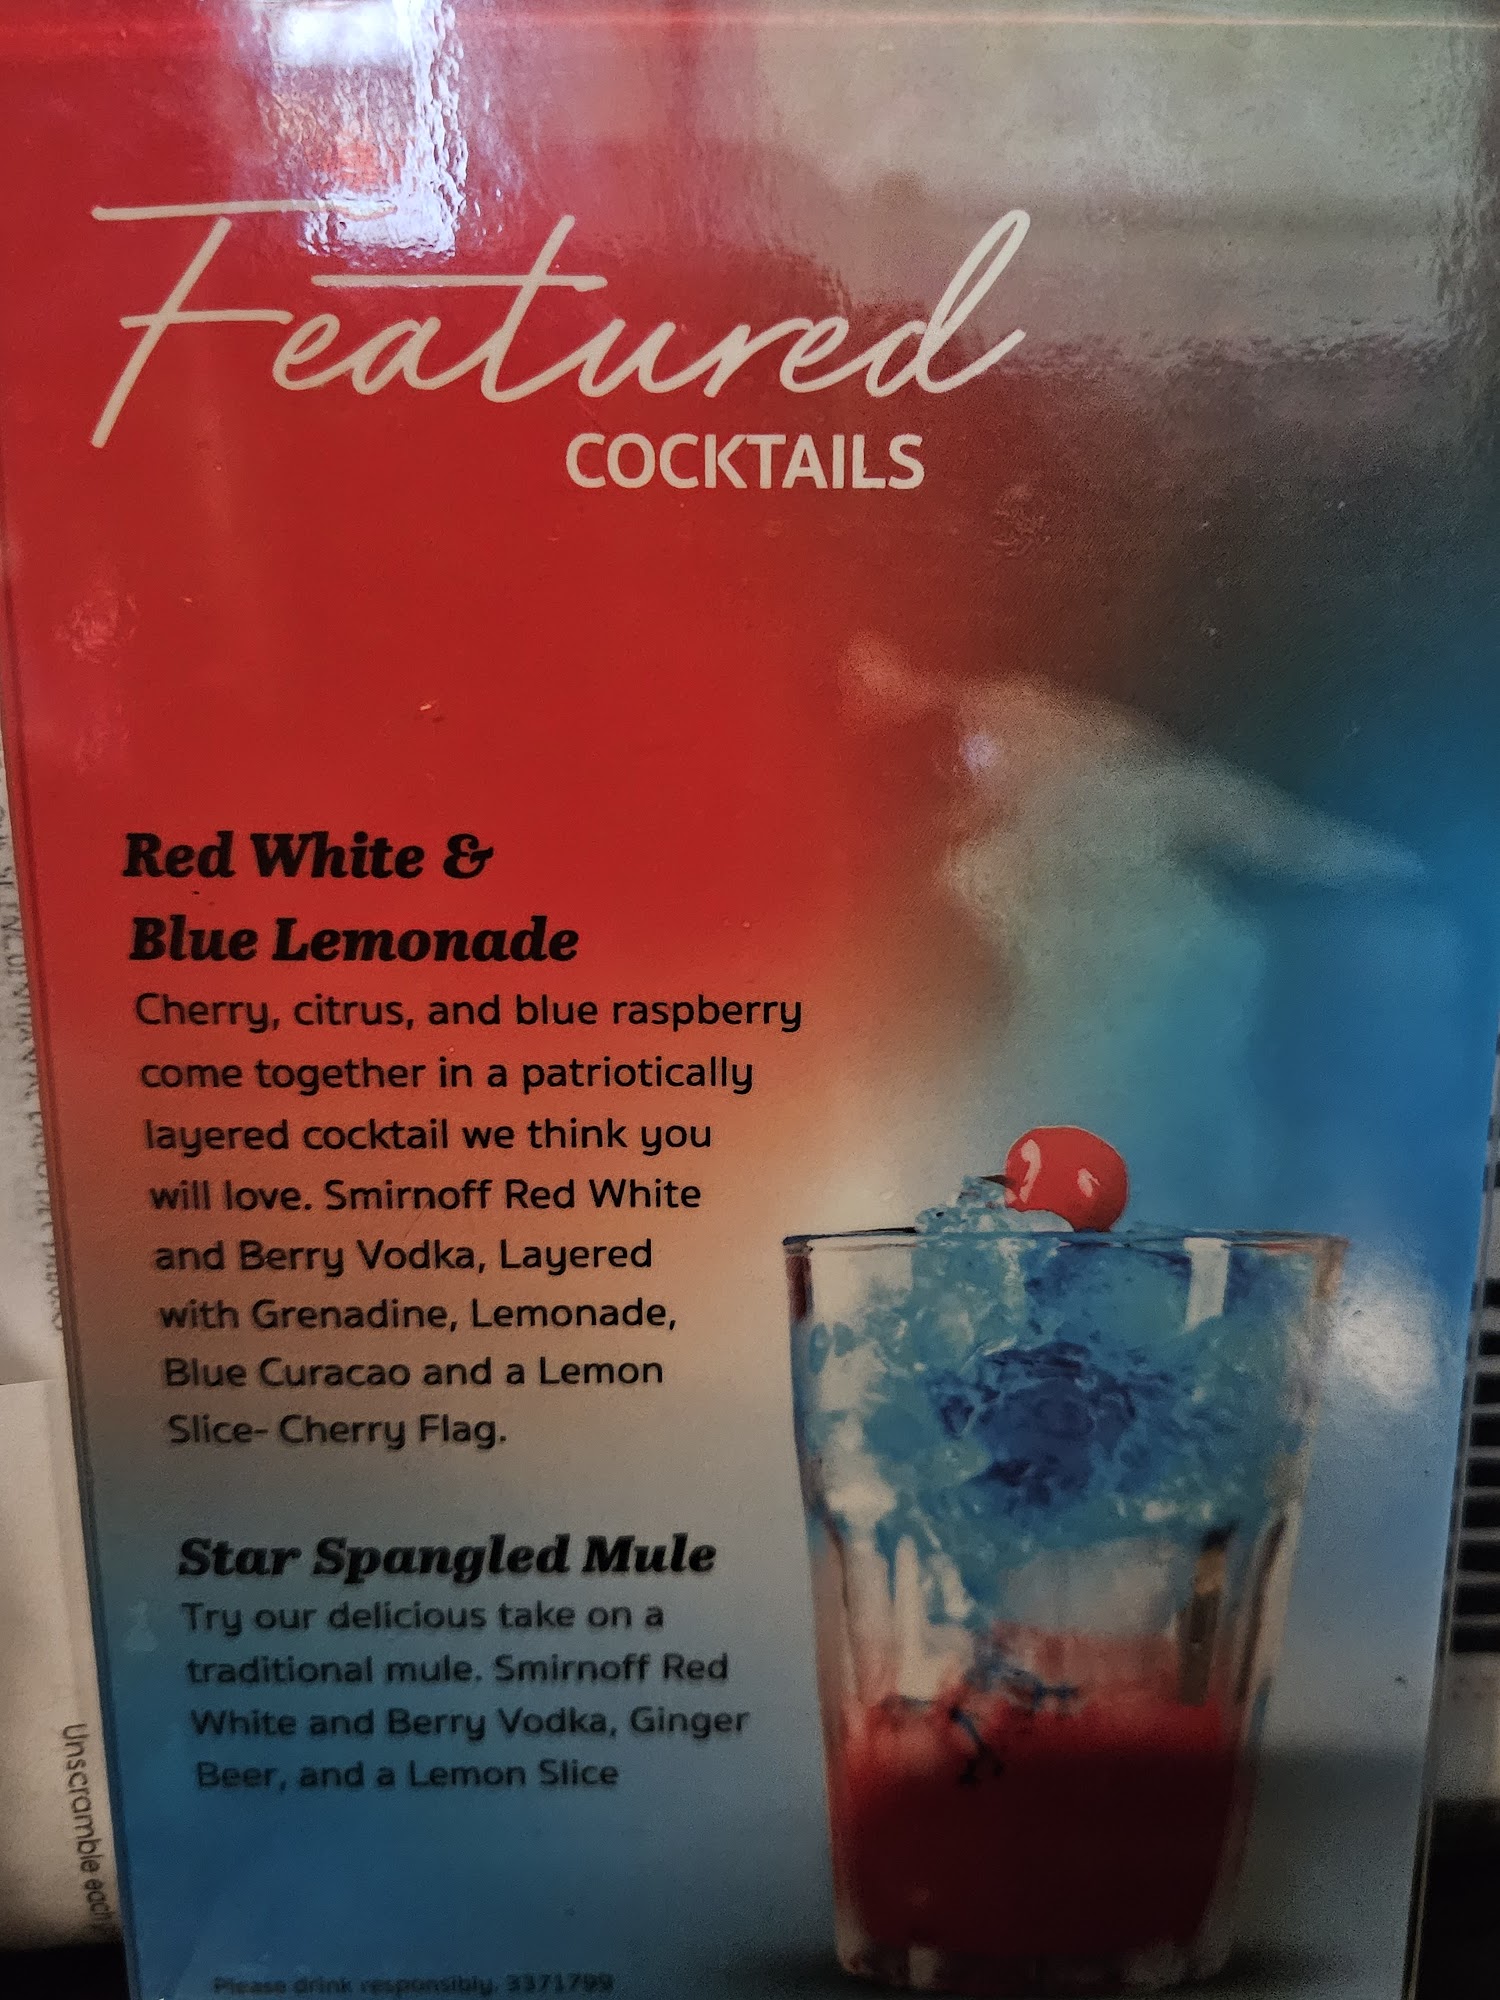 Featured
COCKTAILS
Red White &
Blue Lemonade
Cherry, citrus, and blue raspberry
come together in a patriotically
layered cocktail we think you
will love. Smirnoff Red White
and Berry Vodka, Layered
with Grenadine, Lemonade,
Blue Curacao and a Lemon
Slice- Cherry Flag.
Star Spangled Mule
Try our delicious take on a
traditional mule. Smirnoff Red
White and Berry Vodka, Ginger
Beer, and a Lemon Slice
Please drink responsibly. 3371799
Unscramble each